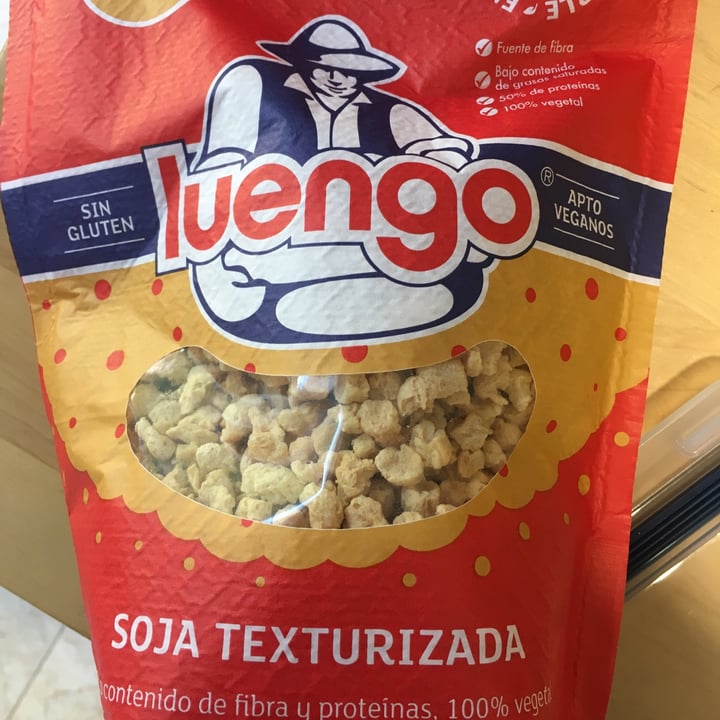 Fuente de fibra
Bajo contenido
de grasas saturadas
50% de proteínas
100% vegetal
SIN
GLUTEN
luengo
®
APTO
VEGANOS
SOJA TEXTURIZADA
contenido de fibra y proteínas, 100% vegetal